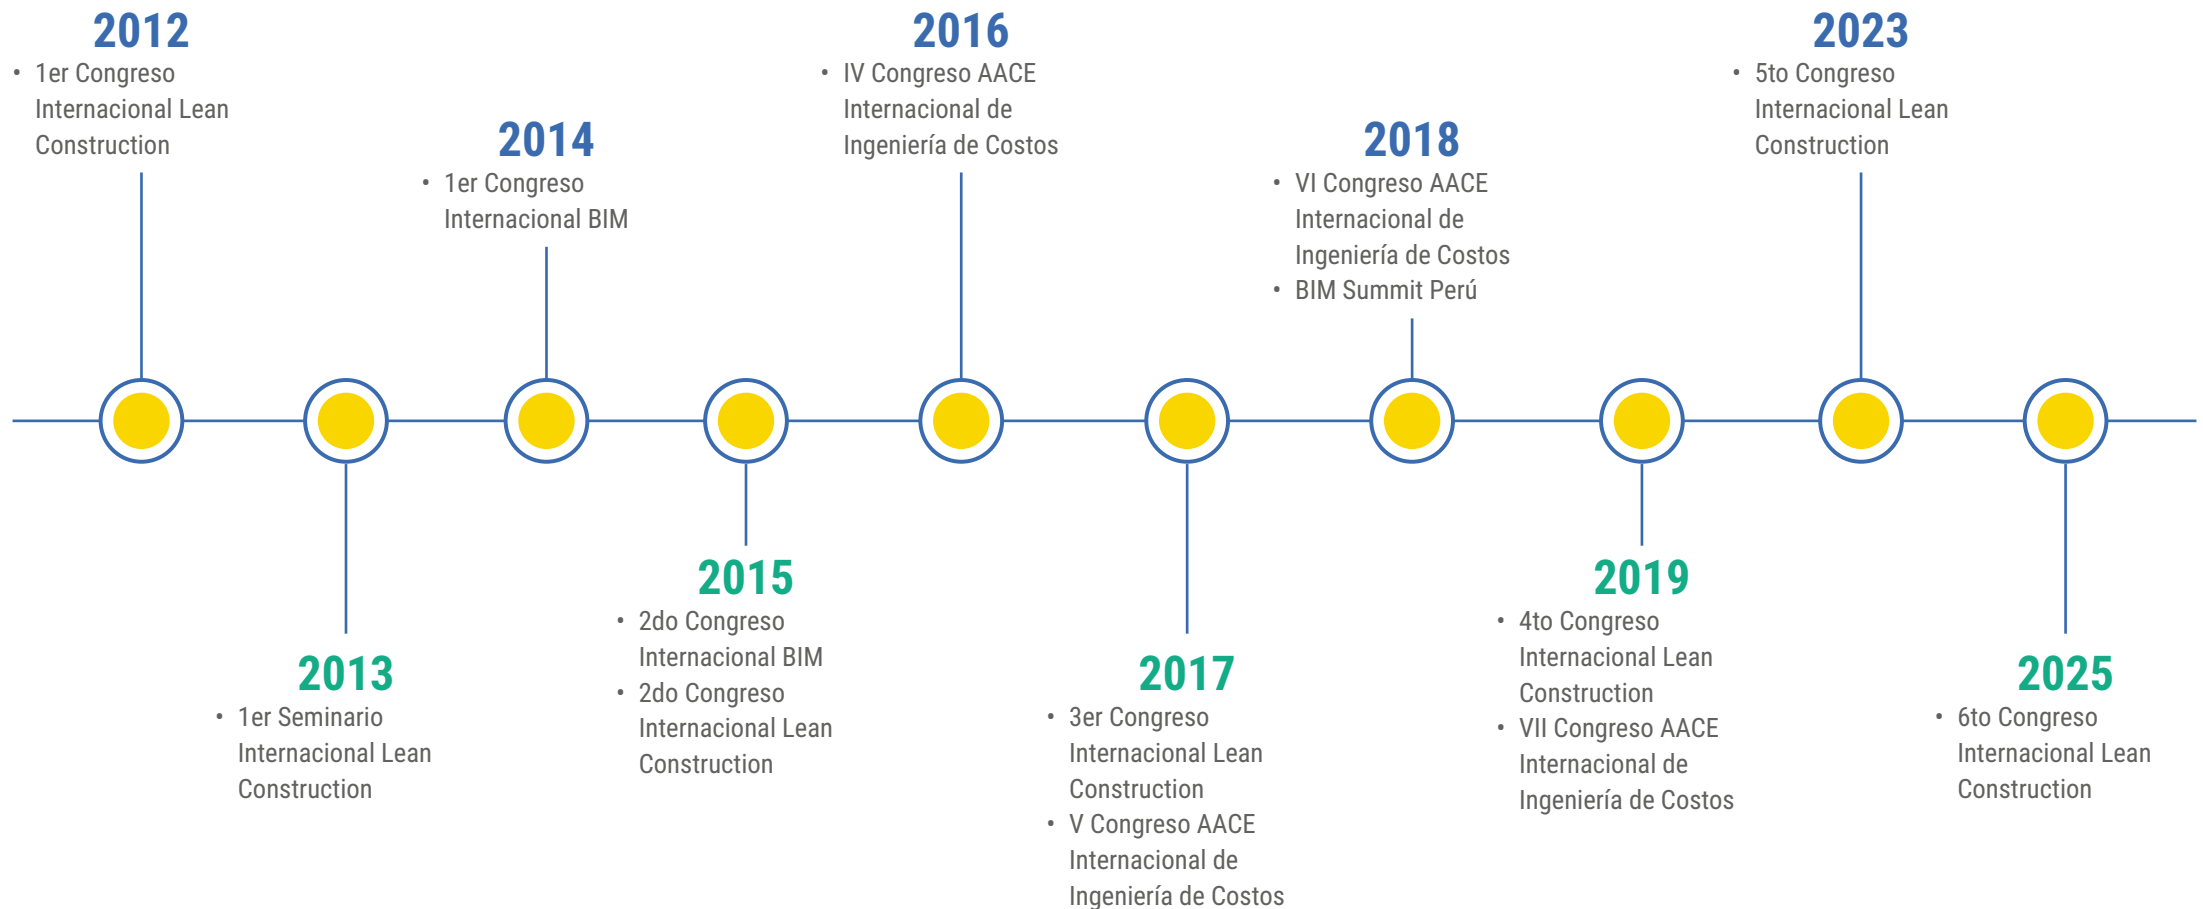 2012
• 1er Congreso
Internacional Lean
Construction
2013
• 1er Seminario
Internacional Lean
Construction
2014
• 1er Congreso
Internacional BIM
2015
• 2do Congreso
Internacional BIM
• 2do Congreso
Internacional Lean
Construction
2016
• IV Congreso AACE
Internacional de
Ingeniería de Costos
2017
• 3er Congreso
Internacional Lean
Construction
• V Congreso AACE
Internacional de
Ingeniería de Costos
2018
• VI Congreso AACE
Internacional de
Ingeniería de Costos
• BIM Summit Perú
2019
• 4to Congreso
Internacional Lean
Construction
• VII Congreso AACE
Internacional de
Ingeniería de Costos
2023
• 5to Congreso
Internacional Lean
Construction
2025
• 6to Congreso
Internacional Lean
Construction